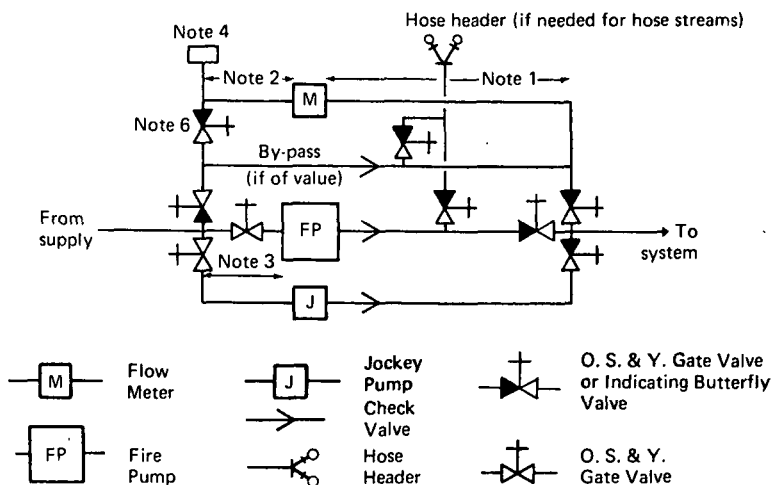 Hose header (if needed for hose streams)
Note 4
Note 2
Note 1
M
Note 6
By-pass
(if of value)
From
supply
FP
To
system
Note 3
J
M
Flow
Meter
J
Jockey
Pump
Check
Valve
O. S. & Y. Gate Valve
or Indicating Butterfly
Valve
FP
Fire
Pump
Hose
Header
O. S. & Y.
Gate Valve